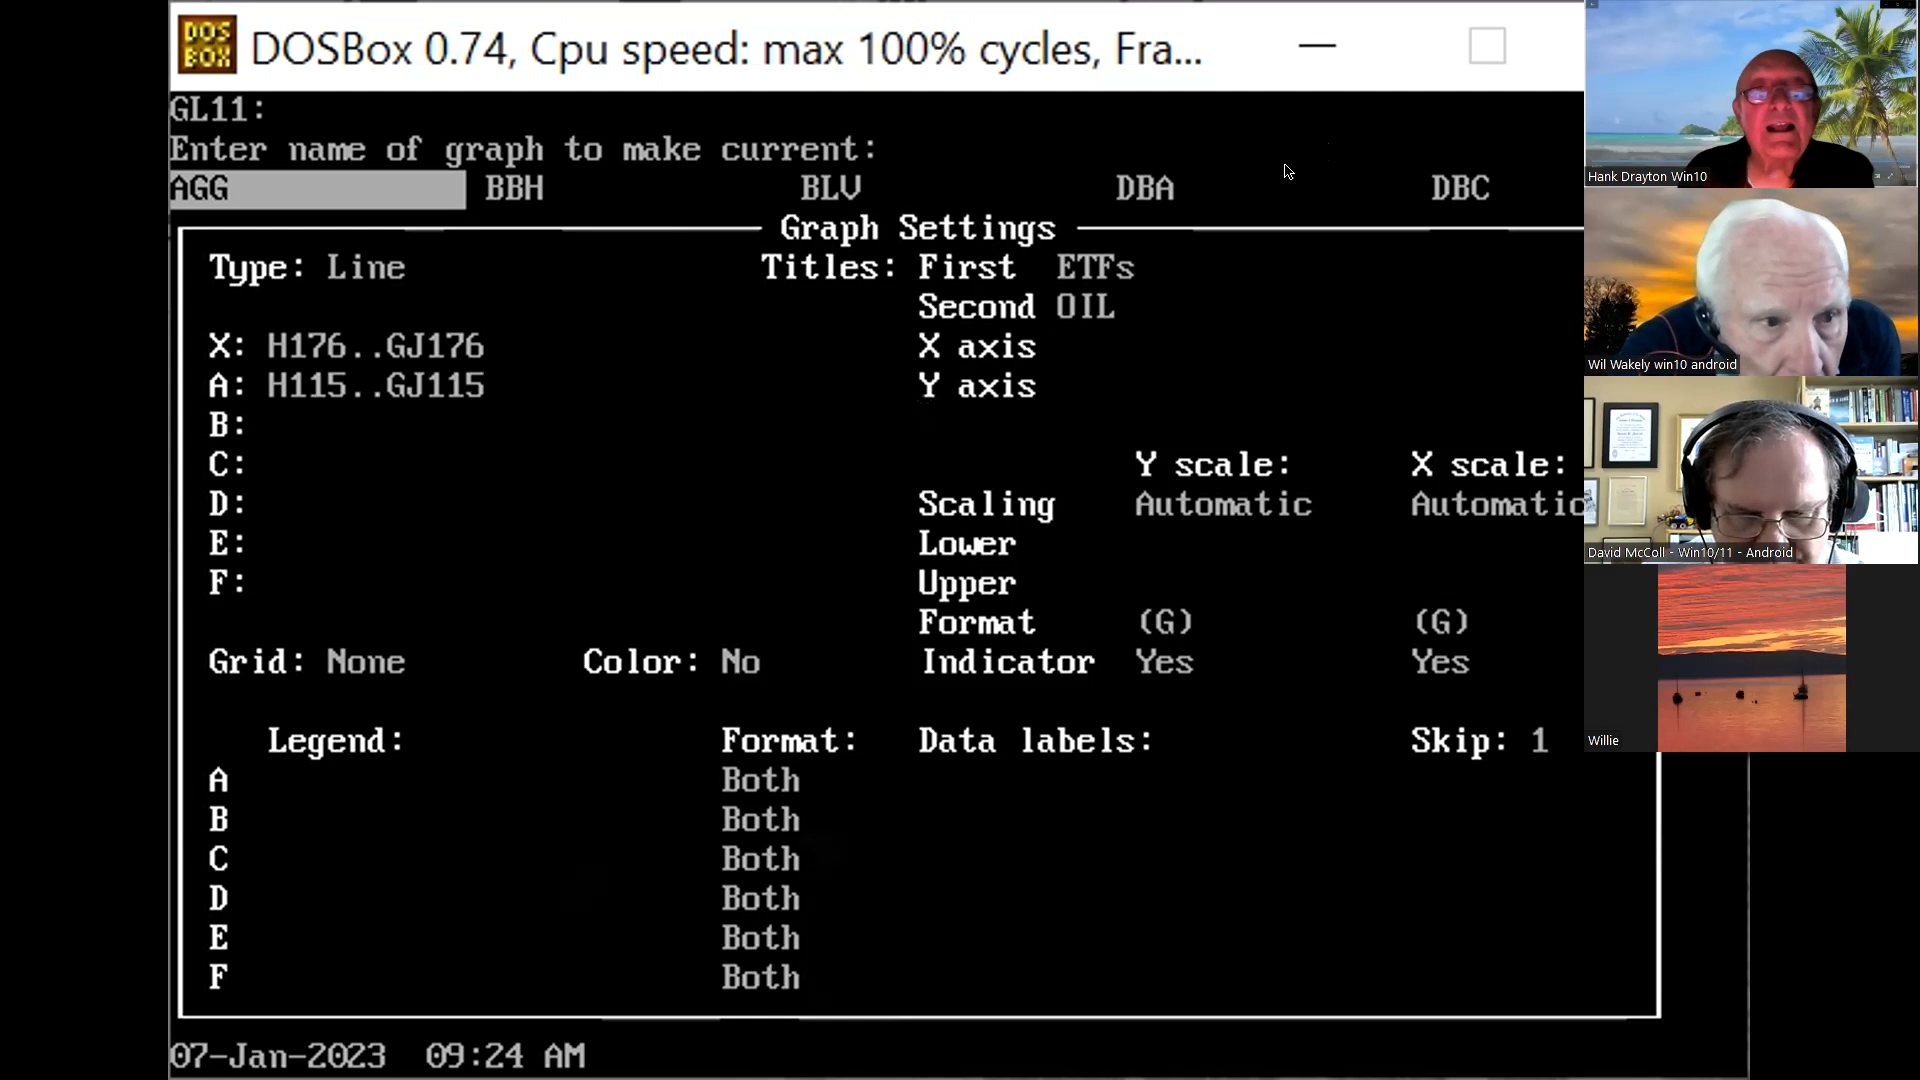 DOS BOX DOSBox 0.74, Cpu speed: max 100% cycles, Fra...
GL11:
Enter name of graph to make current:
AGG BBH BLV DBA DBC
Graph Settings
Type: Line Titles: First ETFs
Second OIL
X: H176..GJ176 X axis
A: H115..GJ115 Y axis
B:
C: Y scale: X scale:
D: Scaling Automatic Automatic
E: Lower
F: Upper
Format (G) (G)
Grid: None Color: No Indicator Yes Yes
Legend: Format: Data labels: Skip: 1
A Both
B Both
C Both
D Both
E Both
F Both
07-Jan-2023 09:24 AM
Hank Drayton Win10
Wil Wakely win10 android
David McColl - Win10/11 - Android
Willie